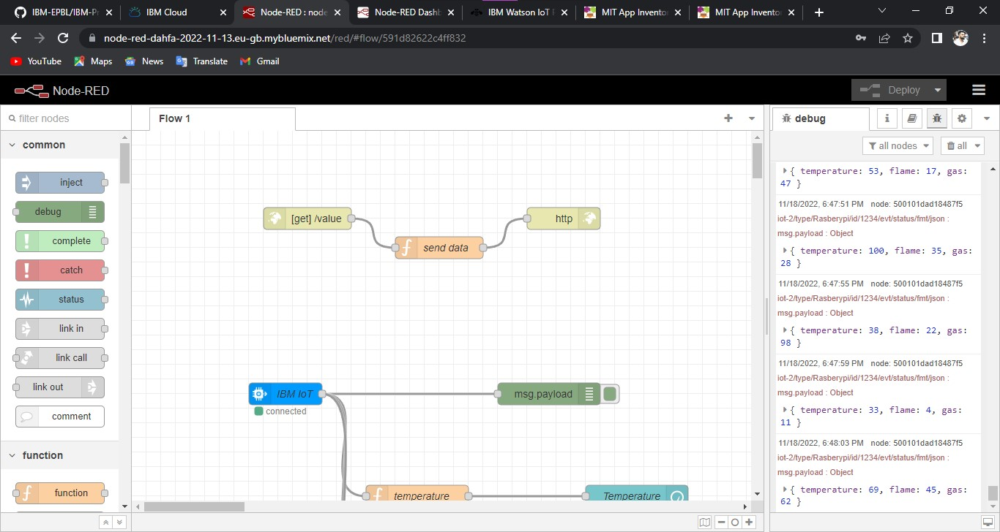 IBM-EPBL/IBM-Pr
IBM Cloud
Node-RED : node
Node-RED Dashb
IBM Watson IoT
MIT App Invento
MIT App Invento
node-red-dahfa-2022-11-13.eu-gb.mybluemix.net/red/#flow/591d82622c4ff832
YouTube Maps News Translate Gmail
Node-RED
Deploy
filter nodes
Flow 1
debug
common
all nodes
all
inject
debug
complete
catch
status
link in
link call
link out
comment
function
function
[get] /value
send data
http
IBM IoT
connected
msg.payload
temperature
Temperature
{ temperature: 53, flame: 17, gas:
47 }
11/18/2022, 6:47:51 PM node: 500101dad18487f5
iot-2/type/Rasberypi/id/1234/evt/status/fmt/json :
msg.payload : Object
{ temperature: 100, flame: 35, gas:
28 }
11/18/2022, 6:47:55 PM node: 500101dad18487f5
iot-2/type/Rasberypi/id/1234/evt/status/fmt/json :
msg.payload : Object
{ temperature: 38, flame: 22, gas:
98 }
11/18/2022, 6:47:59 PM node: 500101dad18487f5
iot-2/type/Rasberypi/id/1234/evt/status/fmt/json :
msg.payload : Object
{ temperature: 33, flame: 4, gas:
11 }
11/18/2022, 6:48:03 PM node: 500101dad18487f5
iot-2/type/Rasberypi/id/1234/evt/status/fmt/json :
msg.payload : Object
{ temperature: 69, flame: 45, gas:
62 }